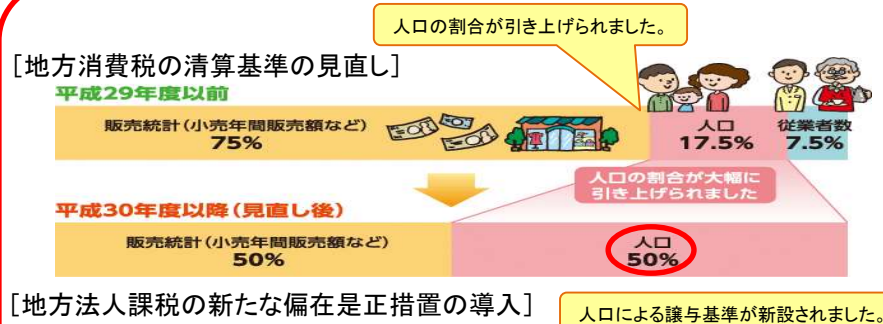 人口の割合が引き上げられました。
[地方消費税の清算基準の見直し]
平成29年度以前
販売統計(小売年間販売額など)
75%
人口
17.5%
従業者数
7.5%
人口の割合が大幅に
引き上げられました
平成30年度以降(見直し後)
販売統計(小売年間販売額など)
50%
人口
50%
[地方法人課税の新たな偏在是正措置の導入]
人口による譲与基準が新設されました。